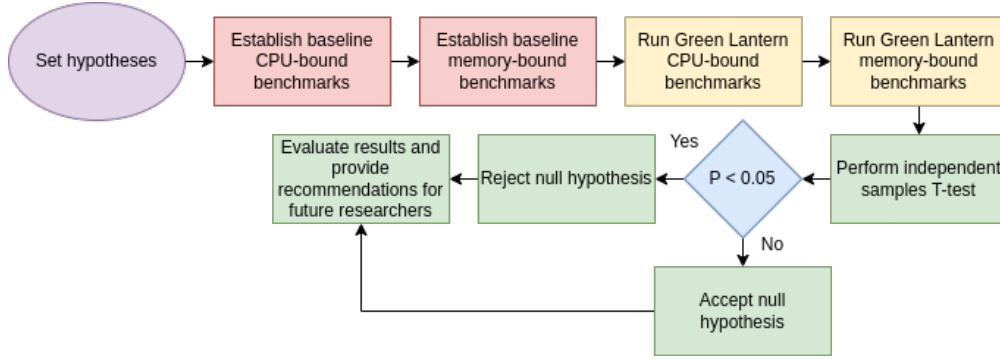 Set hypotheses
Establish baseline
CPU-bound
benchmarks
Establish baseline
memory-bound
benchmarks
Run Green Lantern
CPU-bound
benchmarks
Run Green Lantern
memory-bound
benchmarks
Perform independent
samples T-test
P < 0.05
Yes
Reject null hypothesis
Evaluate results and
provide
recommendations for
future researchers
No
Accept null
hypothesis